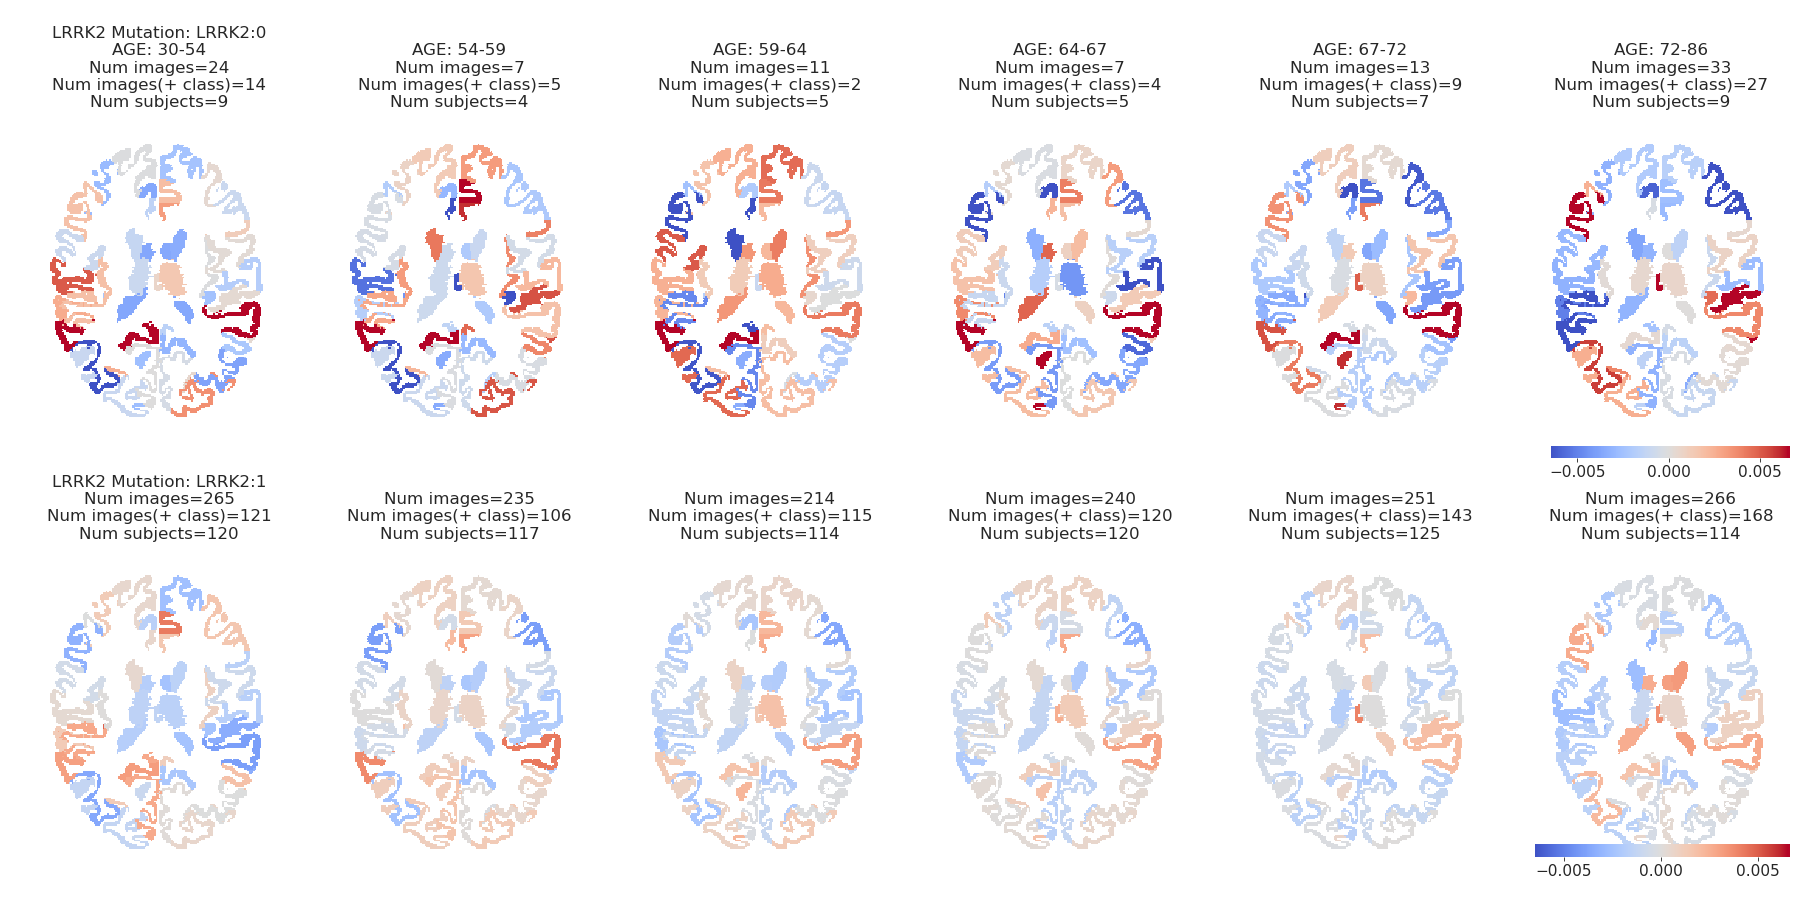 LRRK2 Mutation: LRRK2:0
AGE: 30-54
Num images=24
Num images(+ class)=14
Num subjects=9
AGE: 54-59
Num images=7
Num images(+ class)=5
Num subjects=4
AGE: 59-64
Num images=11
Num images(+ class)=2
Num subjects=5
AGE: 64-67
Num images=7
Num images(+ class)=4
Num subjects=5
AGE: 67-72
Num images=13
Num images(+ class)=9
Num subjects=7
AGE: 72-86
Num images=33
Num images(+ class)=27
Num subjects=9
−0.005 0.000 0.005
LRRK2 Mutation: LRRK2:1
Num images=265
Num images(+ class)=121
Num subjects=120
Num images=235
Num images(+ class)=106
Num subjects=117
Num images=214
Num images(+ class)=115
Num subjects=114
Num images=240
Num images(+ class)=120
Num subjects=120
Num images=251
Num images(+ class)=143
Num subjects=125
Num images=266
Num images(+ class)=168
Num subjects=114
−0.005 0.000 0.005